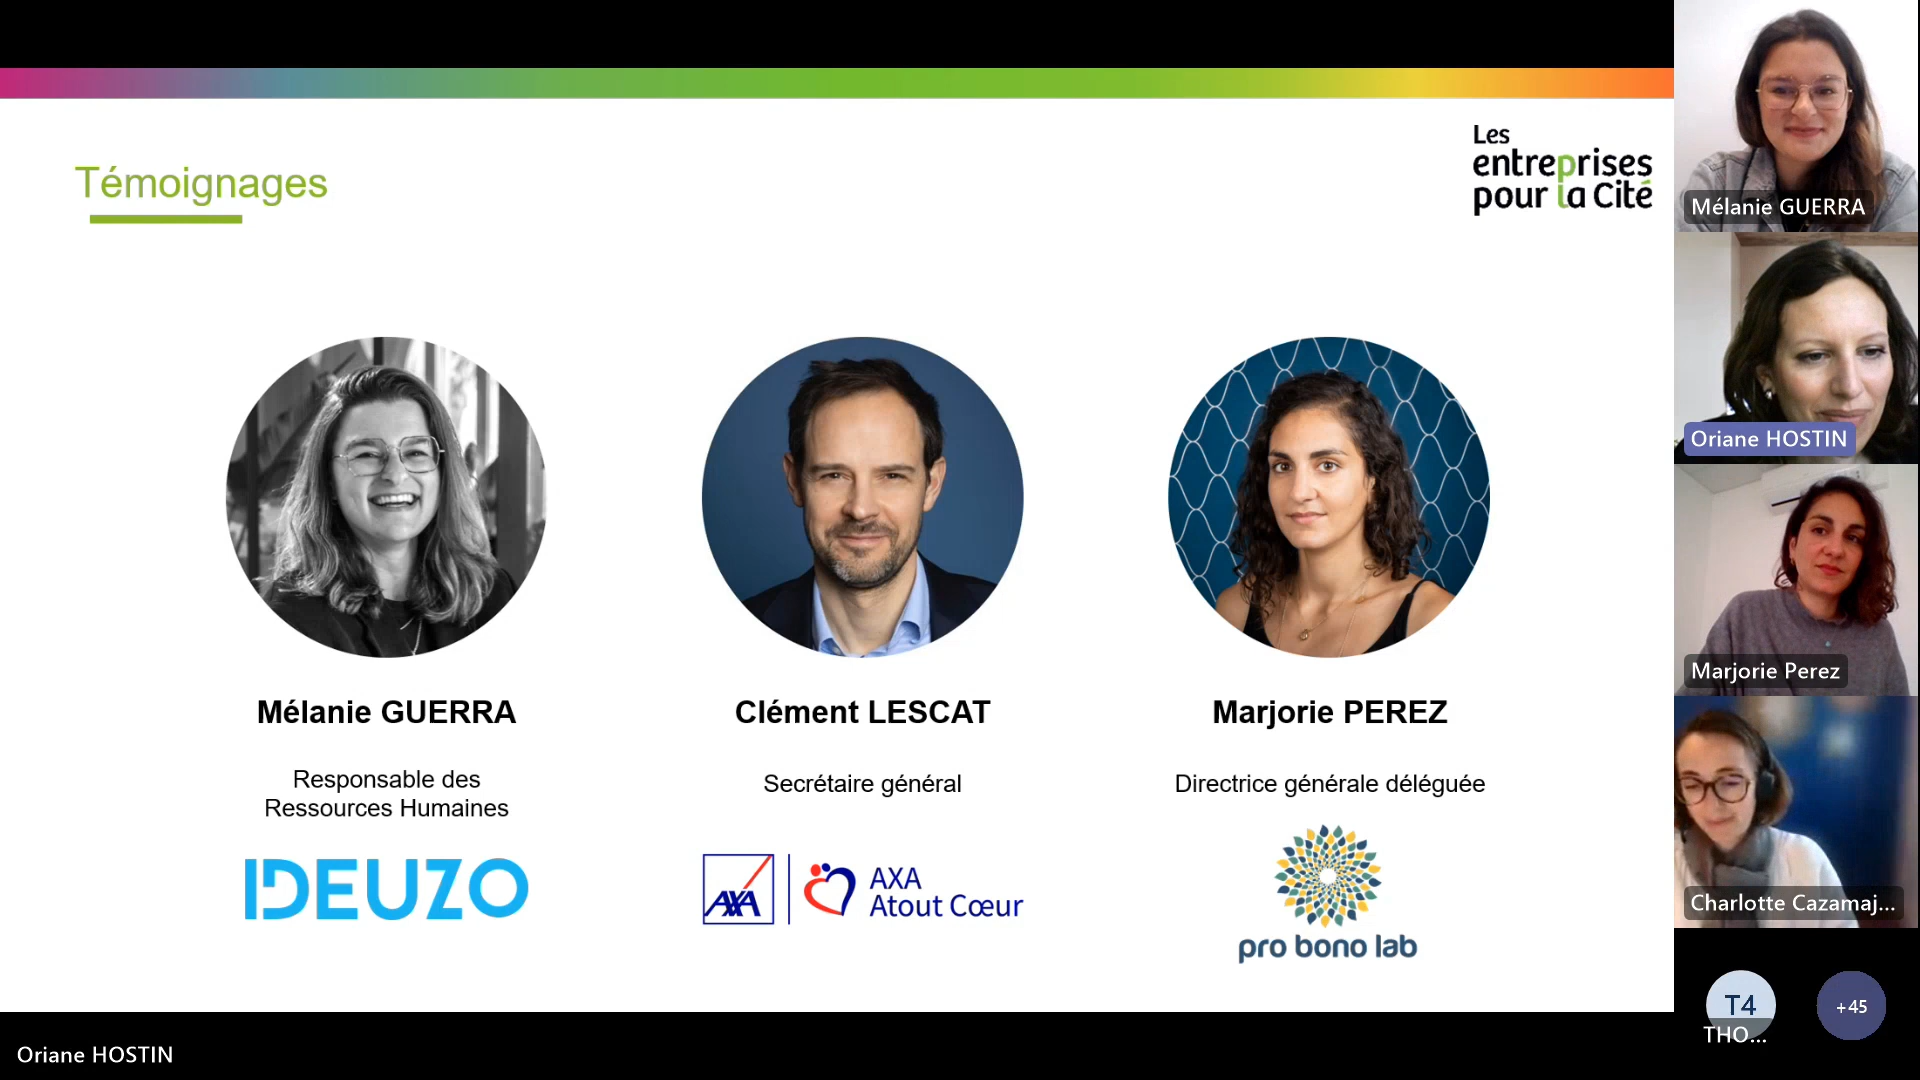 Témoignages
Les
entreprises
pour la Cité
Mélanie GUERRA
Responsable des
Ressources Humaines
IDEUZO
Clément LESCAT
Secrétaire général
AXA
AXA
Atout Cœur
Marjorie PEREZ
Directrice générale déléguée
pro bono lab
Mélanie GUERRA
Oriane HOSTIN
Marjorie Perez
Charlotte Cazamaj...
T4
THO...
+45
Oriane HOSTIN